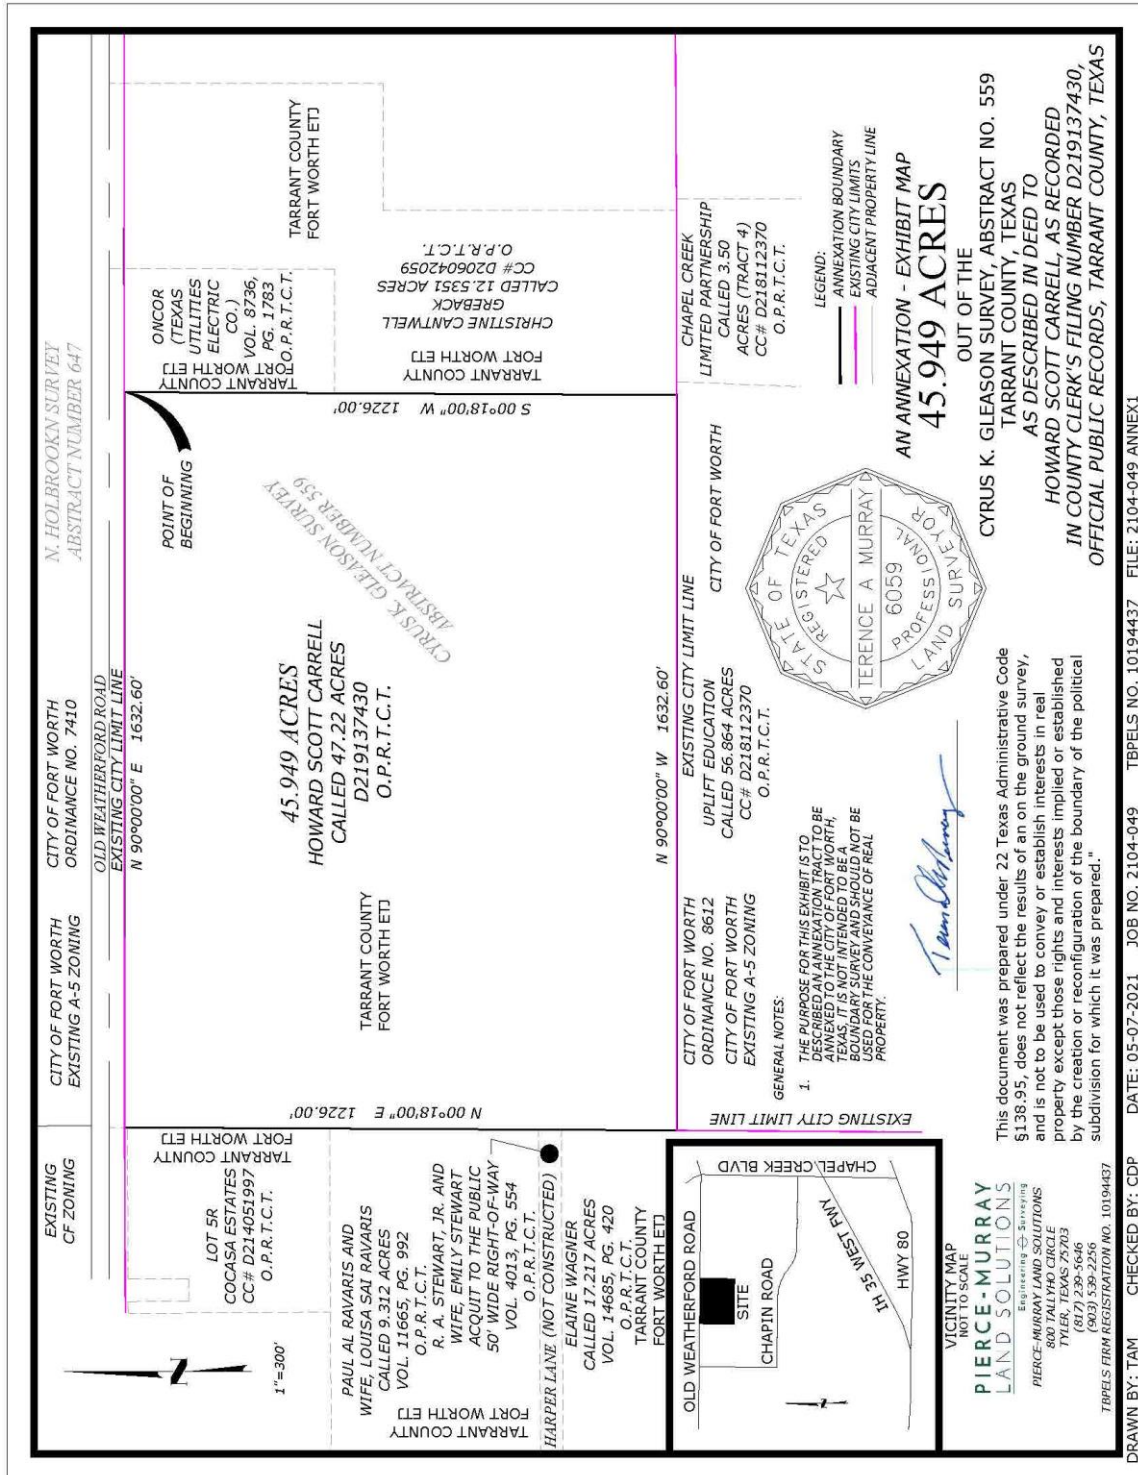 EXISTING
CF ZONING
CITY OF FORT WORTH
EXISTING A-5 ZONING
CITY OF FORT WORTH
ORDINANCE NO. 7410
N. HOLBROOKN SURVEY
ABSTRACT NUMBER 647
OLD WEATHERFORD ROAD
EXISTING CITY LIMIT LINE
N 90°00'00" E 1632.60'
1"=300'
LOT 5R
COCASA ESTATES
CC# D214051997
O.P.R.T.C.T.
TARRANT COUNTY
FORT WORTH ETJ
PAUL AL RAVARIS AND
WIFE, LOUISA SAI RAVARIS
CALLED 9.312 ACRES
VOL. 11665, PG. 992
O.P.R.T.C.T.
R. A. STEWART, JR. AND
WIFE, EMILY STEWART
ACQUIT TO THE PUBLIC
50' WIDE RIGHT-OF-WAY
VOL. 4013, PG. 554
O.P.R.T.C.T.
TARRANT COUNTY
FORT WORTH ETJ
HARPER LANE (NOT CONSTRUCTED)
ELAINE WAGNER
CALLED 17.217 ACRES
VOL. 14685, PG. 420
O.P.R.T.C.T.
TARRANT COUNTY
FORT WORTH ETJ
N 00°18'00" E 1226.00'
TARRANT COUNTY
FORT WORTH ETJ
45.949 ACRES
HOWARD SCOTT CARRELL
CALLED 47.22 ACRES
D219137430
O.P.R.T.C.T.
CYRUS K. GLEASON SURVEY
ABSTRACT NUMBER 559
POINT OF
BEGINNING
S 00°18'00" W 1226.00'
ONCOR
(TEXAS
UTILITIES
ELECTRIC
CO.)
VOL. 8736,
PG. 1783
O.P.R.T.C.T.
TARRANT COUNTY
FORT WORTH ETJ
TARRANT COUNTY
FORT WORTH ETJ
TARRANT COUNTY
FORT WORTH ETJ
CHRISTINE CANTWELL
GREBACK
CALLED 12.5351 ACRES
CC# D206042059
O.P.R.T.C.T.
N 90°00'00" W 1632.60'
EXISTING CITY LIMIT LINE
EXISTING CITY LIMIT LINE
CITY OF FORT WORTH
ORDINANCE NO. 8612
CITY OF FORT WORTH
EXISTING A-5 ZONING
UPLIFT EDUCATION
CALLED 56.864 ACRES
CC# D218112370
O.P.R.T.C.T.
CITY OF FORT WORTH
CHAPEL CREEK
LIMITED PARTNERSHIP
CALLED 3.50
ACRES (TRACT 4)
CC# D218112370
O.P.R.T.C.T.
GENERAL NOTES:
1. THE PURPOSE FOR THIS EXHIBIT IS TO
DESCRIBED AN ANNEXATION TRACT TO BE
ANNEXED TO THE CITY OF FORT WORTH,
TEXAS, IT IS NOT INTENDED TO BE A
BOUNDARY SURVEY AND SHOULD NOT BE
USED FOR THE CONVEYANCE OF REAL
PROPERTY.
LEGEND:
ANNEXATION BOUNDARY
EXISTING CITY LIMITS
ADJACENT PROPERTY LINE
OLD WEATHERFORD ROAD
SITE
CHAPIN ROAD
CHAPEL CREEK BLVD
IH 35 WEST FWY
HWY 80
VICINITY MAP
NOT TO SCALE
PIERCE-MURRAY
LAND SOLUTIONS
Engineering Surveying
PIERCE-MURRAY LAND SOLUTIONS
800 TALLYHO CIRCLE
TYLER, TEXAS 75703
(817) 239-5646
(903) 539-2256
TBPELS FIRM REGISTRATION NO. 10194437
This document was prepared under 22 Texas Administrative Code
§138.95, does not reflect the results of an on the ground survey,
and is not to be used to convey or establish interests in real
property except those rights and interests implied or established
by the creation or reconfiguration of the boundary of the political
subdivision for which it was prepared."
STATE OF TEXAS
REGISTERED
TERENCE A MURRAY
6059
PROFESSIONAL
LAND SURVEYOR
AN ANNEXATION - EXHIBIT MAP
45.949 ACRES
OUT OF THE
CYRUS K. GLEASON SURVEY, ABSTRACT NO. 559
TARRANT COUNTY, TEXAS
AS DESCRIBED IN DEED TO
HOWARD SCOTT CARRELL, AS RECORDED
IN COUNTY CLERK'S FILING NUMBER D219137430,
OFFICIAL PUBLIC RECORDS, TARRANT COUNTY, TEXAS
DRAWN BY: TAM CHECKED BY: CDP DATE: 05-07-2021 JOB NO. 2104-049 TBPELS NO. 10194437 FILE: 2104-049 ANNEX1